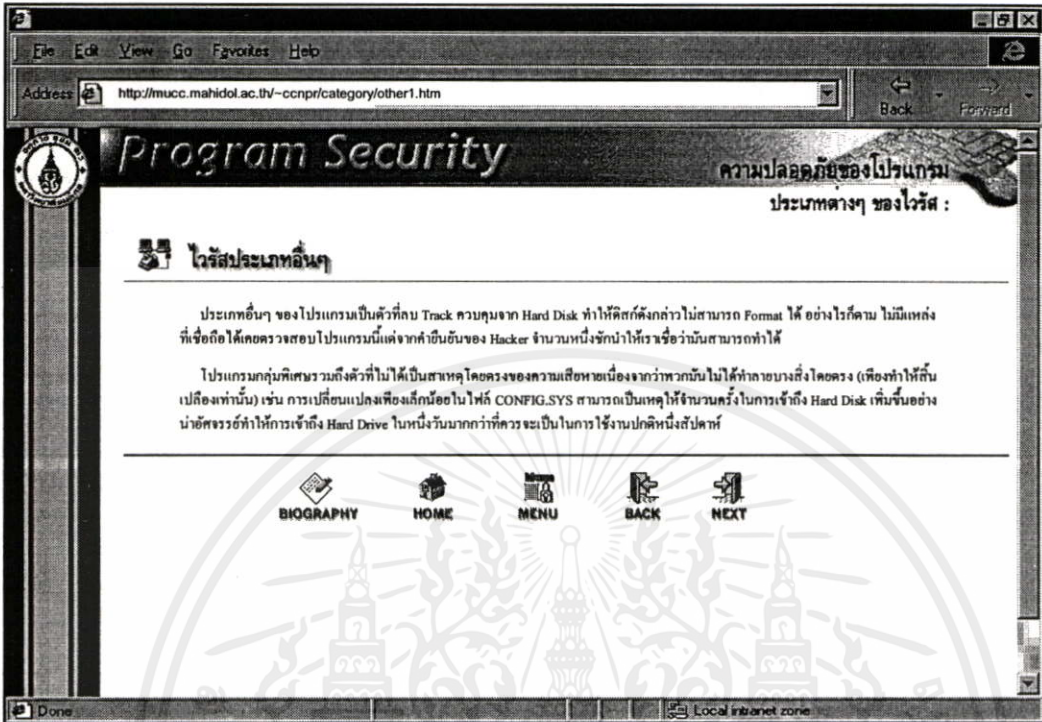 File Edit View Go Favorites Help
Address http://mucc.mahidol.ac.th/~ccnpr/category/other1.htm Back Forward
Program Security
ความปลอดภัยของโปรแกรม
ประเภทต่างๆ ของไวรัส :
ไวรัสประเภทอื่นๆ
ประเภทอื่นๆ ของโปรแกรมเป็นตัวที่ลบ Track ควบคุมจาก Hard Disk ทำให้ดิสก์ดังกล่าวไม่สามารถ Format ได้ อย่างไรก็ตาม ไม่มีแหล่ง
ที่เชื่อถือได้เคยตรวจสอบโปรแกรมนี้แต่จากคำยืนยันของ Hacker จำนวนหนึ่งชักนำให้เราเชื่อว่ามันสามารถทำได้
โปรแกรมกลุ่มพิเศษรวมถึงตัวที่ไม่ได้เป็นสาเหตุโดยตรงของความเสียหายเนื่องจากว่าพวกมันไม่ได้ทำลายบางสิ่งโดยตรง (เพียงทำให้สิ้น
เปลืองเท่านั้น) เช่น การเปลี่ยนแปลงเพียงเล็กน้อยในไฟล์ CONFIG.SYS สามารถเป็นเหตุให้จำนวนครั้งในการเข้าถึง Hard Disk เพิ่มขึ้นอย่าง
น่าอัศจรรย์ทำให้การเข้าถึง Hard Drive ในหนึ่งวันมากกว่าที่ควรจะเป็นในการใช้งานปกติหนึ่งสัปดาห์
BIOGRAPHY HOME MENU BACK NEXT
Done Local intranet zone